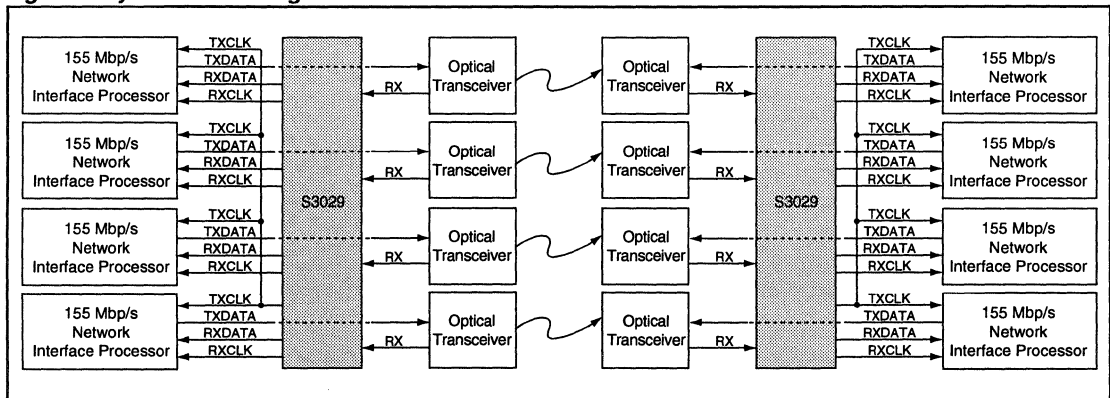 TXCLK
155 Mbp/s
TXDATA
Network
RXDATA
Interface Processor
RXCLK
Optical
Transceiver
RX
Optical
Transceiver
RX
TXCLK
TXDATA
RXDATA
RXCLK
155 Mbp/s
Network
Interface Processor
TXCLK
155 Mbp/s
TXDATA
Network
RXDATA
Interface Processor
RXCLK
Optical
Transceiver
RX
Optical
Transceiver
RX
TXCLK
TXDATA
RXDATA
RXCLK
155 Mbp/s
Network
Interface Processor
S3029
S3029
TXCLK
155 Mbp/s
TXDATA
Network
RXDATA
Interface Processor
RXCLK
Optical
Transceiver
RX
Optical
Transceiver
RX
TXCLK
TXDATA
RXDATA
RXCLK
155 Mbp/s
Network
Interface Processor
TXCLK
155 Mbp/s
TXDATA
Network
RXDATA
Interface Processor
RXCLK
Optical
Transceiver
RX
Optical
Transceiver
RX
TXCLK
TXDATA
RXDATA
RXCLK
155 Mbp/s
Network
Interface Processor